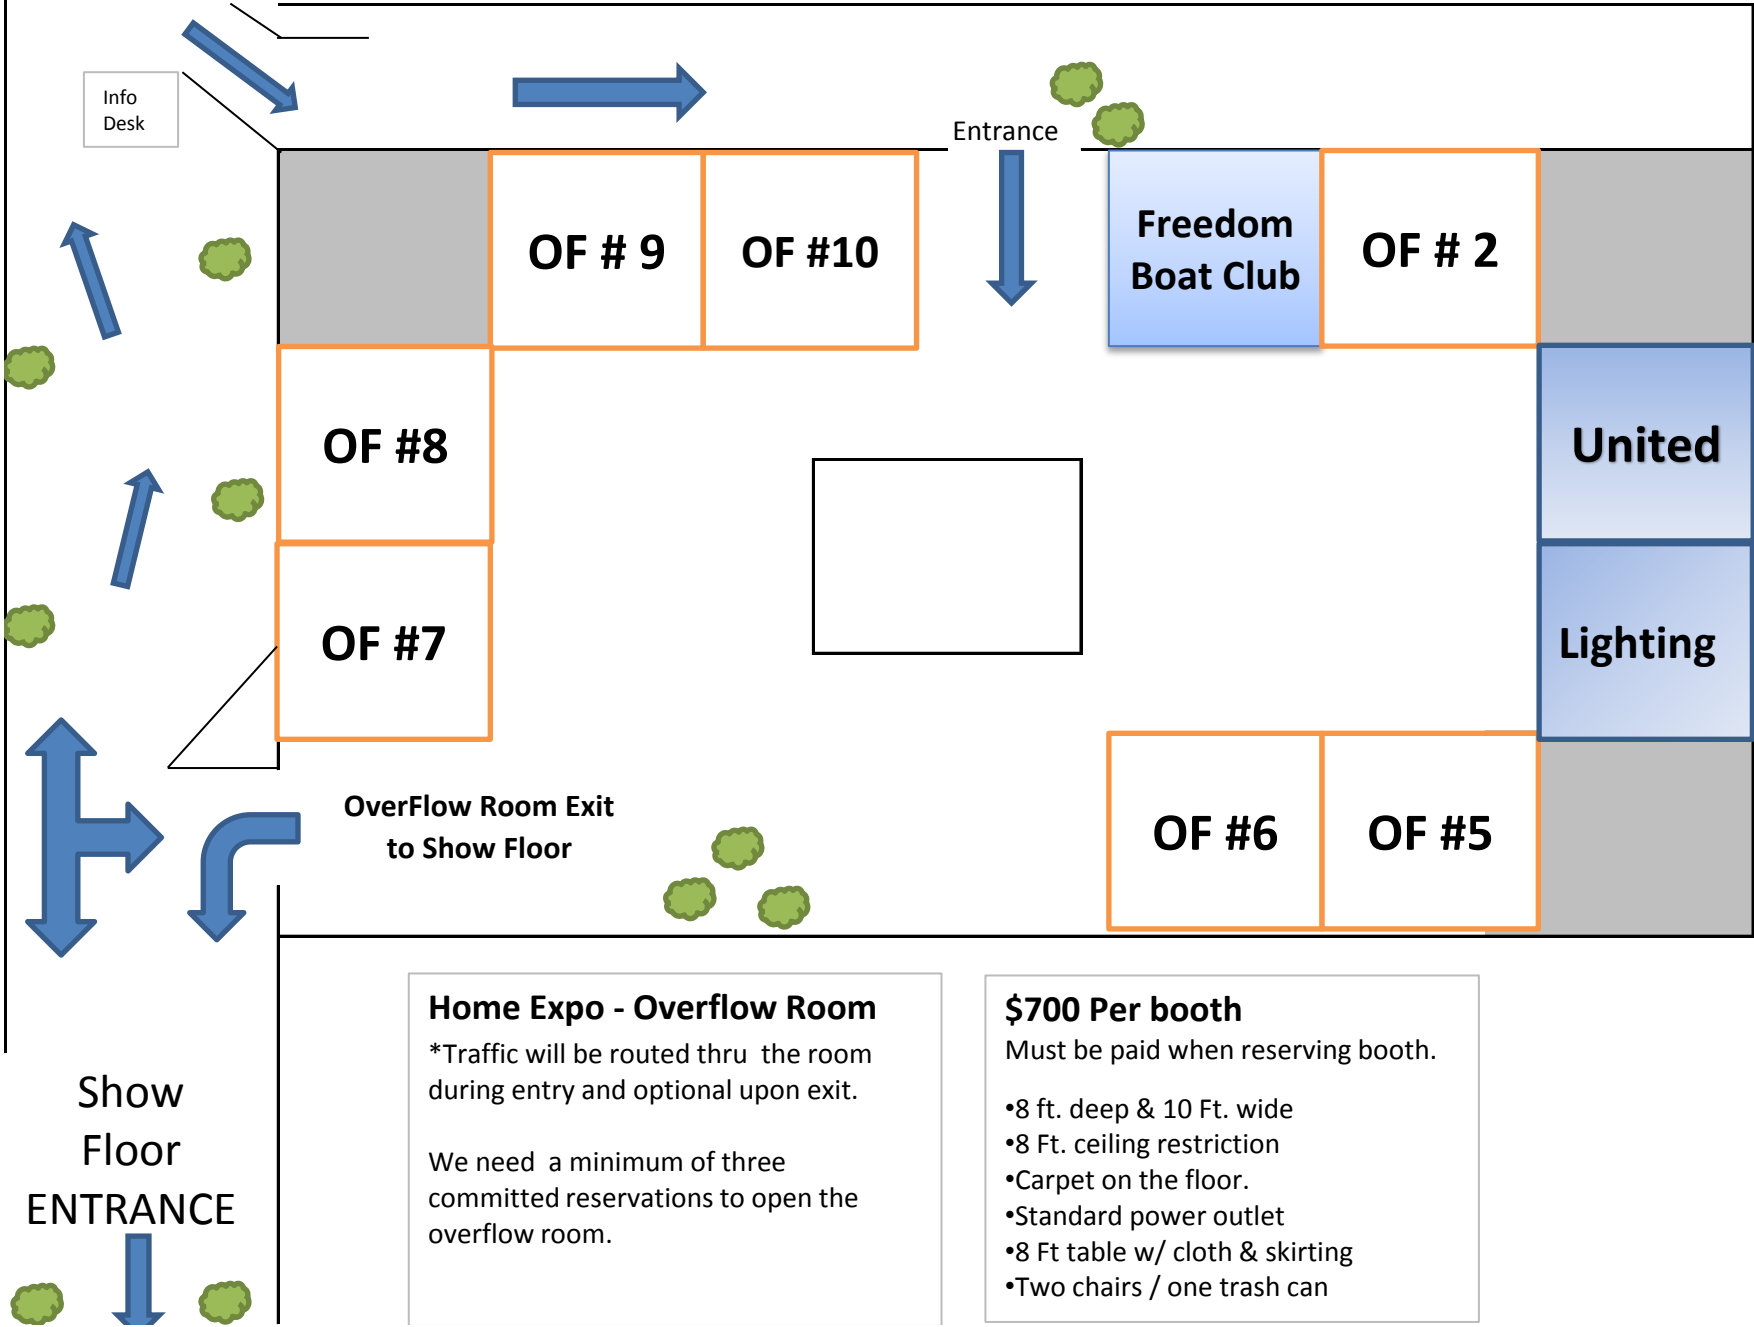 Info
Desk
Entrance
OF # 9
OF #10
Freedom
Boat Club
OF # 2
OF #8
United
OF #7
Lighting
OverFlow Room Exit
to Show Floor
OF #6
OF #5
Show
Floor
ENTRANCE
Home Expo - Overflow Room
*Traffic will be routed thru  the room
during entry and optional upon exit.
We need  a minimum of three
committed reservations to open the
overflow room.
$700 Per booth
Must be paid when reserving booth.
•8 ft. deep & 10 Ft. wide
•8 Ft. ceiling restriction
•Carpet on the floor.
•Standard power outlet
•8 Ft table w/ cloth & skirting
•Two chairs / one trash can